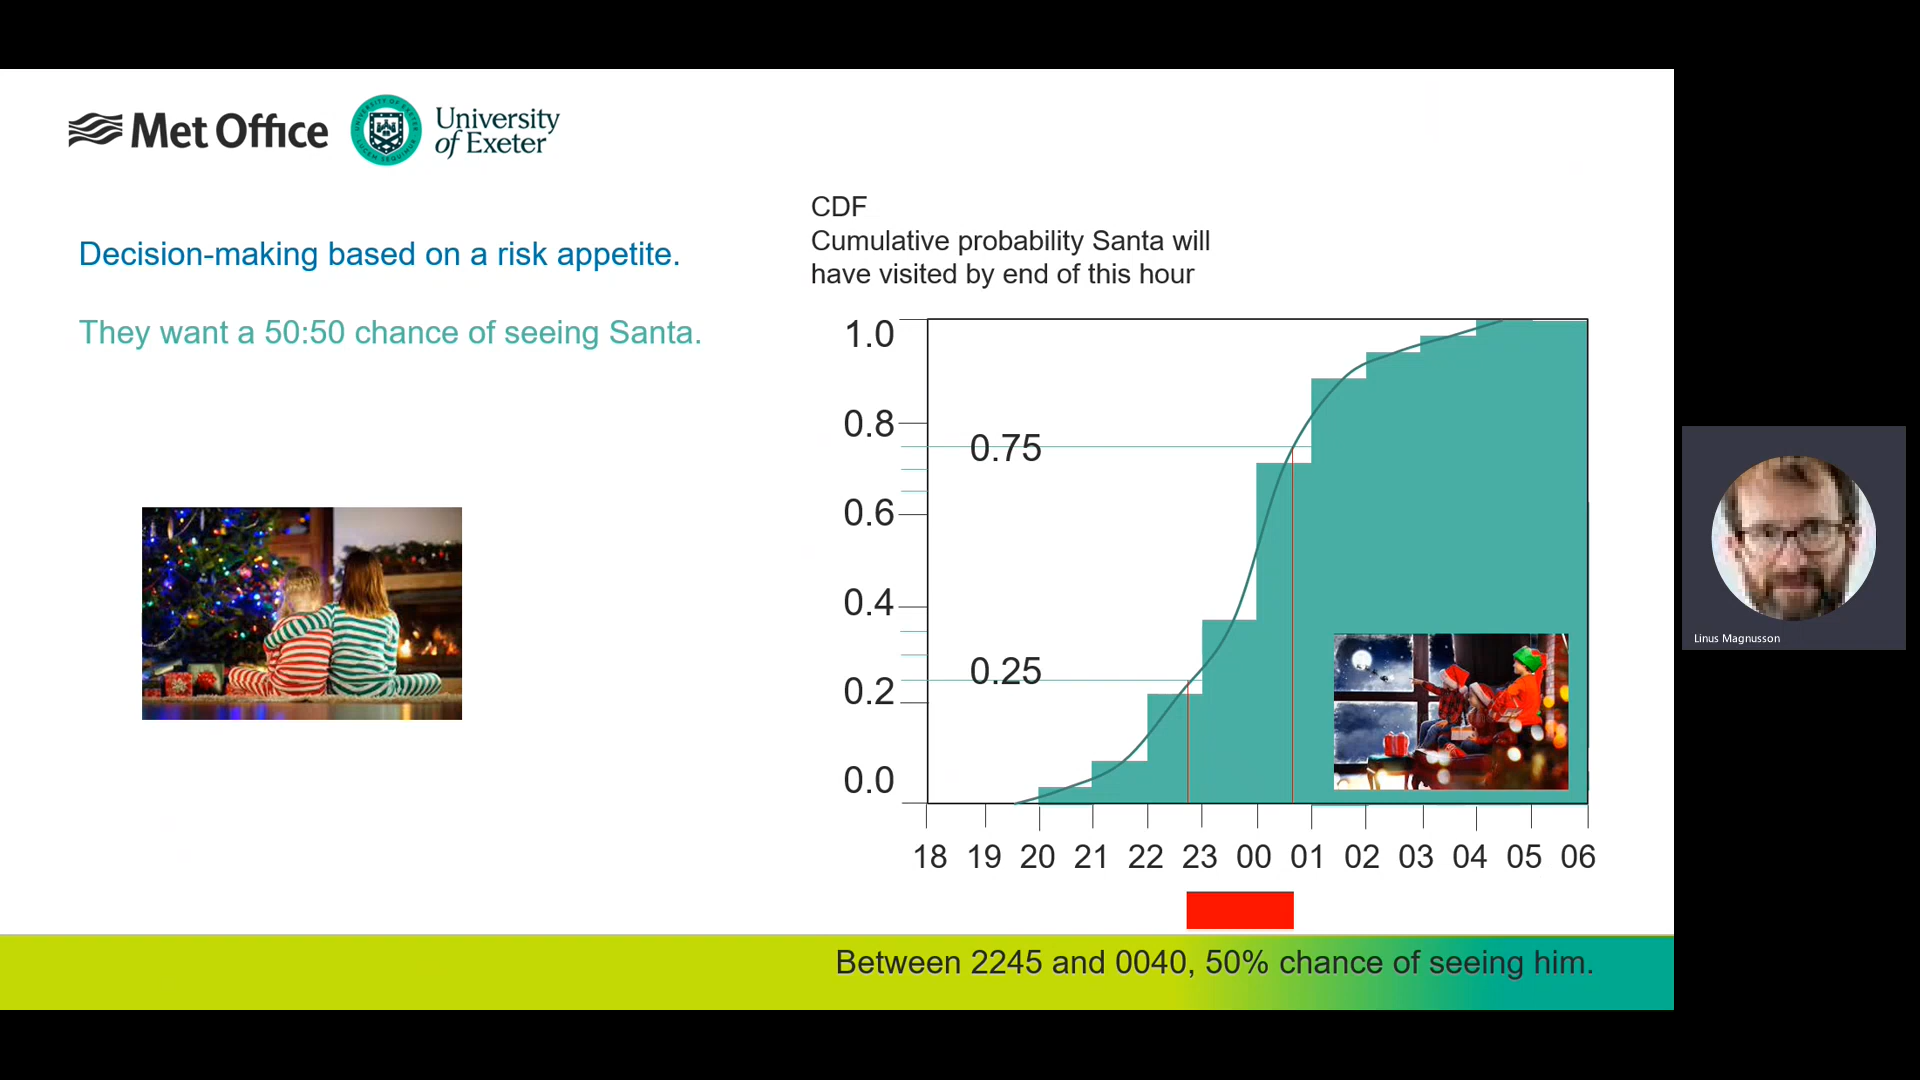 Met Office
University
of Exeter
Decision-making based on a risk appetite.
They want a 50:50 chance of seeing Santa.
CDF
Cumulative probability Santa will
have visited by end of this hour
1.0
0.8
0.75
0.6
0.4
0.25
0.2
0.0
18 19 20 21 22 23 00 01 02 03 04 05 06
Between 2245 and 0040, 50% chance of seeing him.
Linus Magnusson